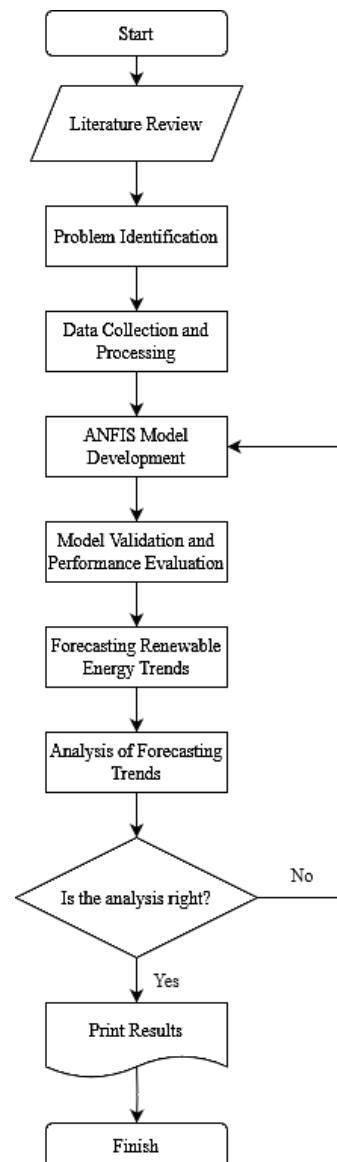 Start
Literature Review
Problem Identification
Data Collection and
Processing
ANFIS Model
Development
Model Validation and
Performance Evaluation
Forecasting Renewable
Energy Trends
Analysis of Forecasting
Trends
Is the analysis right?
No
Yes
Print Results
Finish